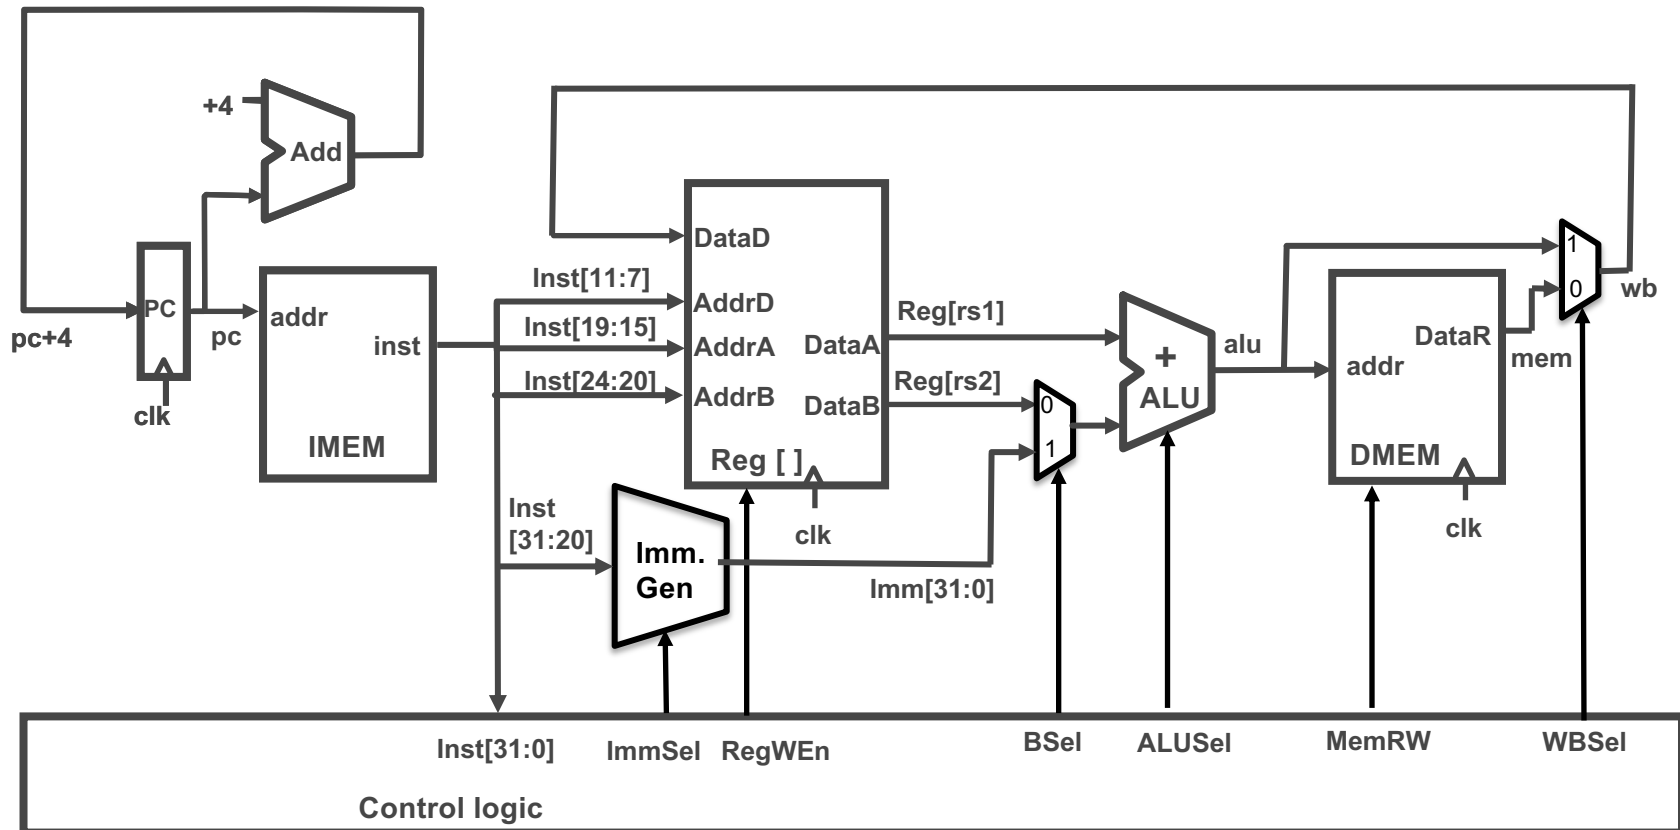 +4
Add
PC
pc+4
pc
clk
addr
inst
IMEM
Inst[11:7]
Inst[19:15]
Inst[24:20]
Inst
[31:20]
DataD
AddrD
AddrA
AddrB
DataA
DataB
Reg [ ]
clk
Imm.
Gen
Imm[31:0]
Reg[rs1]
Reg[rs2]
0
1
+
ALU
alu
addr
DataR
DMEM
clk
mem
1
0
wb
Inst[31:0]
ImmSel
RegWEn
BSel
ALUSel
MemRW
WBSel
Control logic